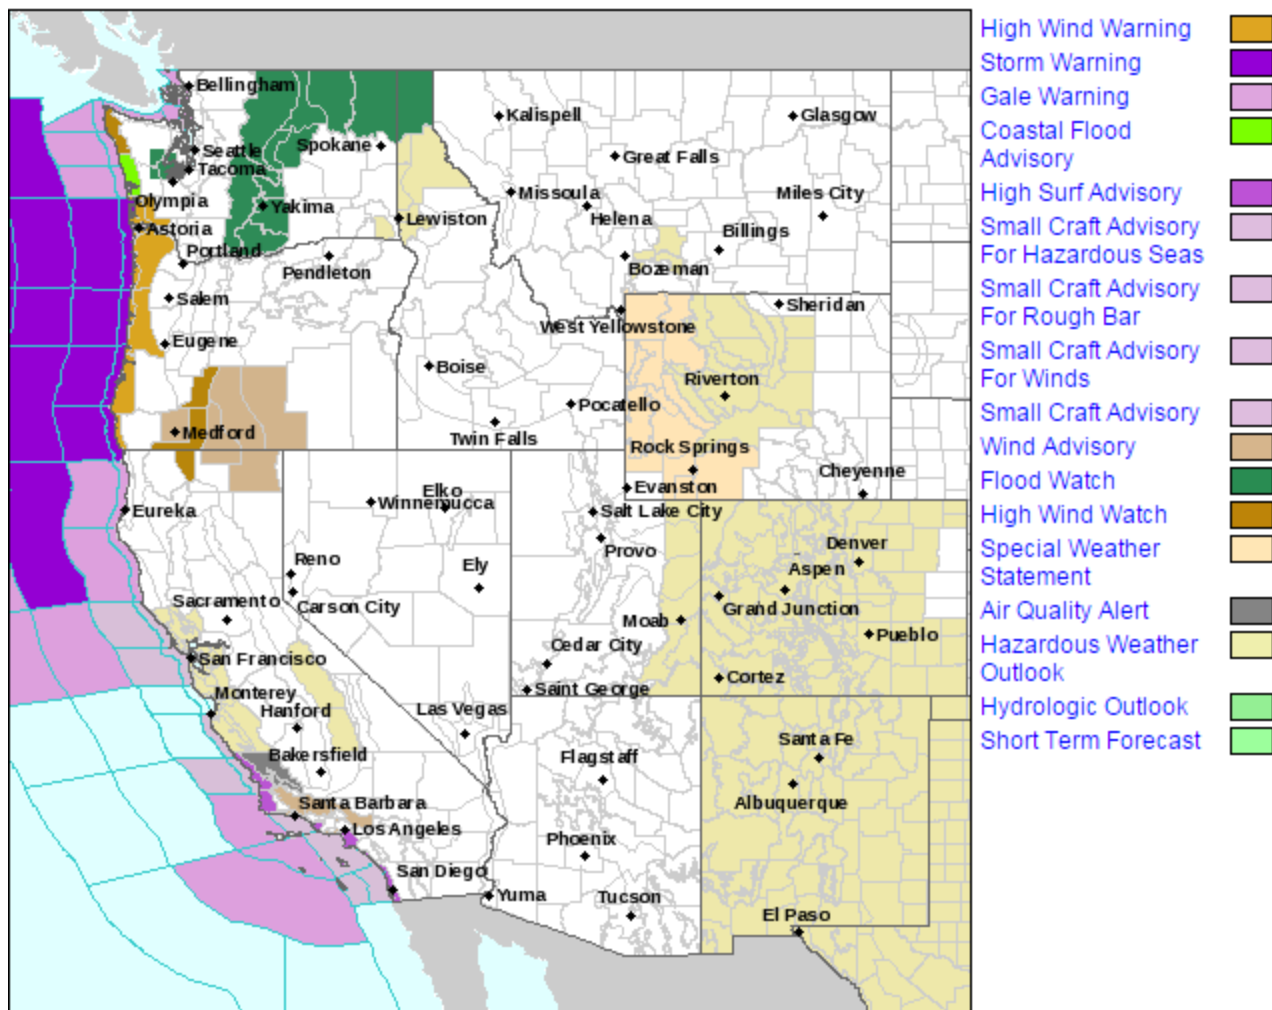 High Wind Warning
Storm Warning
Gale Warning
Coastal Flood
Advisory
High Surf Advisory
Small Craft Advisory
For Hazardous Seas
Small Craft Advisory
For Rough Bar
Small Craft Advisory
For Winds
Small Craft Advisory
Wind Advisory
Flood Watch
High Wind Watch
Special Weather
Statement
Air Quality Alert
Hazardous Weather
Outlook
Hydrologic Outlook
Short Term Forecast
Bellingham
Kalispell
Glasgow
Seattle
Spokane
Great Falls
Tacoma
Missoula
Miles City
Olympia
Yakima
Lewiston
Helena
Astoria
Billings
Portland
Pendleton
Bozeman
Salem
Sheridan
West Yellowstone
Eugene
Boise
Riverton
Pocatello
Medford
Twin Falls
Rock Springs
Cheyenne
Elko
Evanston
Winnemucca
Eureka
Salt Lake City
Provo
Denver
Reno
Ely
Aspen
Sacramento
Carson City
Grand Junction
Moab
Pueblo
Cedar City
San Francisco
Cortez
Saint George
Monterey
Hanford
Las Vegas
Santa Fe
Bakersfield
Flagstaff
Santa Barbara
Albuquerque
Los Angeles
Phoenix
San Diego
Yuma
Tucson
El Paso